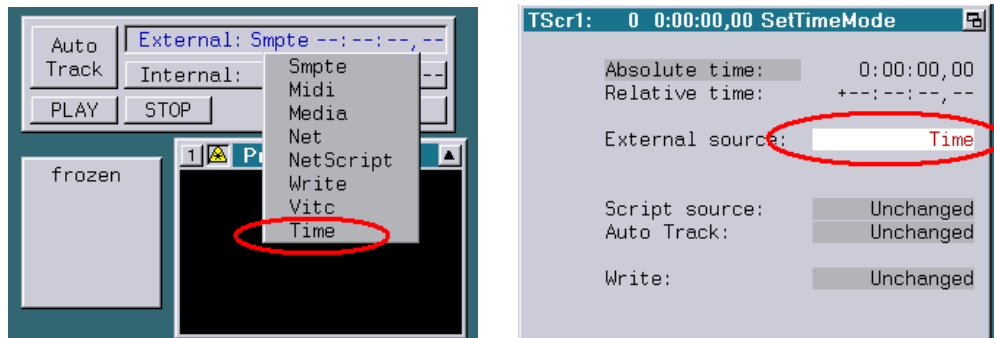 Auto
Track
External: Smpte --:--:--,--
Internal: --
PLAY STOP
Smpte
Midi
Media
Net
NetScript
Write
Vitc
Time
frozen
1
TScr1: 0 0:00:00,00 SetTimeMode
Absolute time: 0:00:00,00
Relative time: +--:--:--,--
External source: Time
Script source: Unchanged
Auto Track: Unchanged
Write: Unchanged